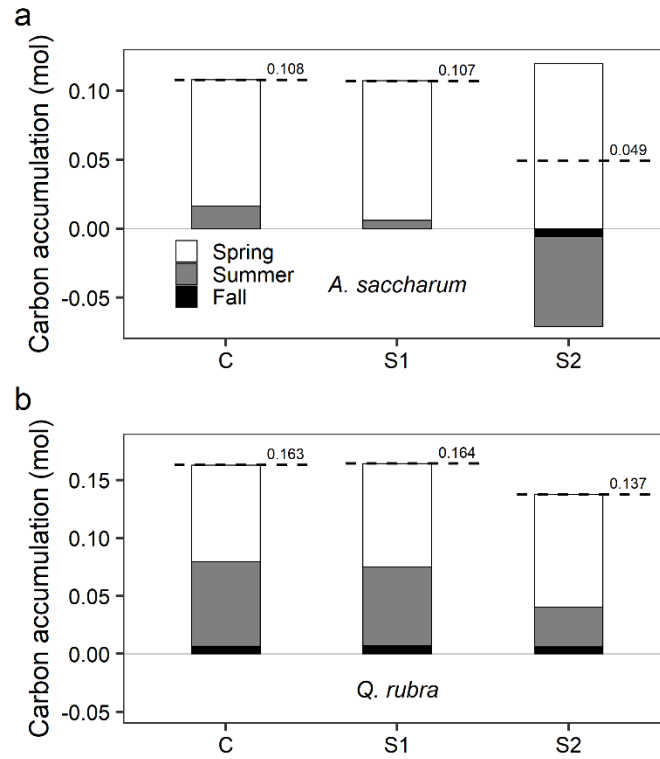 a
Carbon accumulation (mol)
0.10
0.05
0.00
-0.05
0.108
0.107
0.049
Spring
Summer
Fall
A. saccharum
C
S1
S2
b
Carbon accumulation (mol)
0.15
0.10
0.05
0.00
-0.05
0.163
0.164
0.137
Q. rubra
C
S1
S2